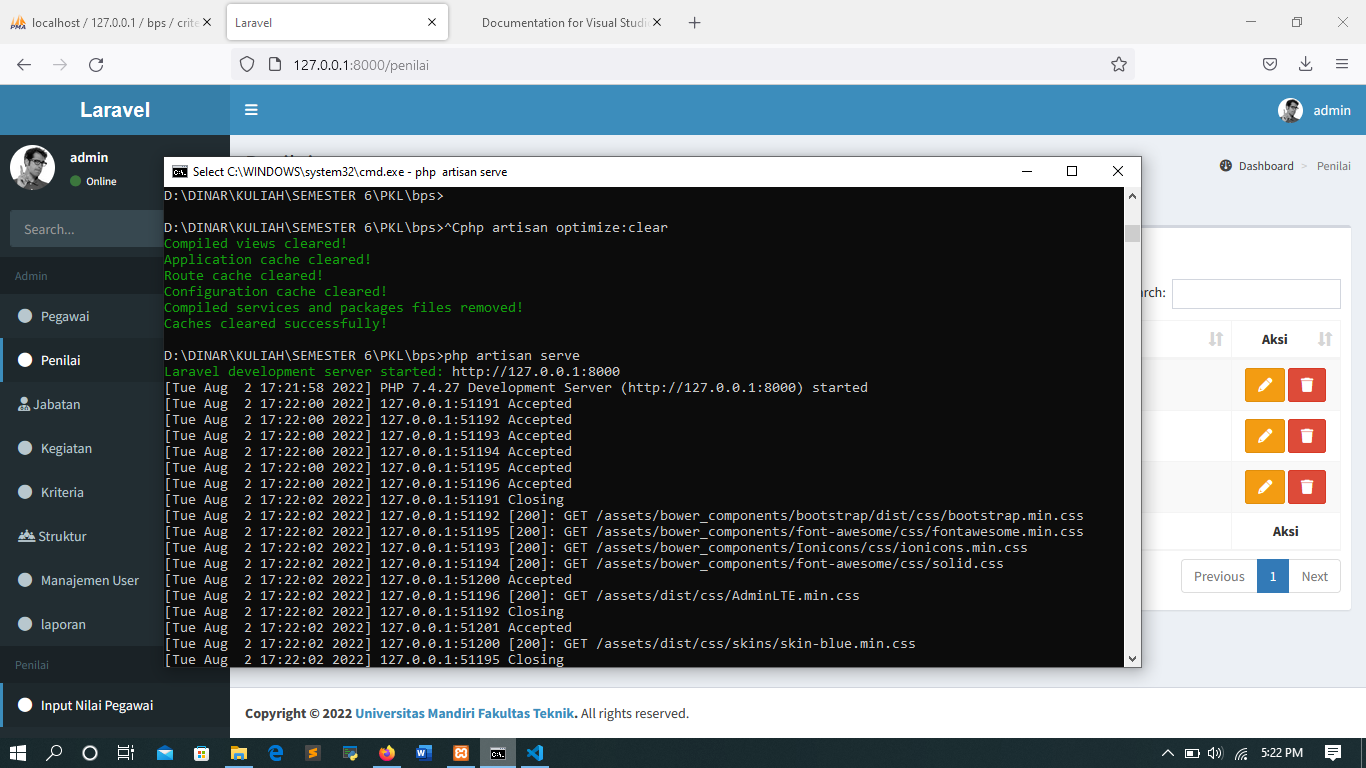 localhost / 127.0.0.1 / bps / crite
Laravel
Documentation for Visual Studi
127.0.0.1:8000/penilai
Laravel
admin
admin
Online
Dashboard > Penilai
Search...
Admin
Pegawai
Penilai
Jabatan
Kegiatan
Kriteria
Struktur
Manajemen User
laporan
Penilai
Input Nilai Pegawai
Select C:\WINDOWS\system32\cmd.exe - php  artisan serve
D:\DINAR\KULIAH\SEMESTER 6\PKL\bps>
D:\DINAR\KULIAH\SEMESTER 6\PKL\bps>^Cphp artisan optimize:clear
Compiled views cleared!
Application cache cleared!
Route cache cleared!
Configuration cache cleared!
Compiled services and packages files removed!
Caches cleared successfully!
D:\DINAR\KULIAH\SEMESTER 6\PKL\bps>php artisan serve
Laravel development server started: http://127.0.0.1:8000
[Tue Aug  2 17:21:58 2022] PHP 7.4.27 Development Server (http://127.0.0.1:8000) started
[Tue Aug  2 17:22:00 2022] 127.0.0.1:51191 Accepted
[Tue Aug  2 17:22:00 2022] 127.0.0.1:51192 Accepted
[Tue Aug  2 17:22:00 2022] 127.0.0.1:51193 Accepted
[Tue Aug  2 17:22:00 2022] 127.0.0.1:51194 Accepted
[Tue Aug  2 17:22:00 2022] 127.0.0.1:51195 Accepted
[Tue Aug  2 17:22:00 2022] 127.0.0.1:51196 Accepted
[Tue Aug  2 17:22:02 2022] 127.0.0.1:51191 Closing
[Tue Aug  2 17:22:02 2022] 127.0.0.1:51192 [200]: GET /assets/bower_components/bootstrap/dist/css/bootstrap.min.css
[Tue Aug  2 17:22:02 2022] 127.0.0.1:51195 [200]: GET /assets/bower_components/font-awesome/css/fontawesome.min.css
[Tue Aug  2 17:22:02 2022] 127.0.0.1:51193 [200]: GET /assets/bower_components/Ionicons/css/ionicons.min.css
[Tue Aug  2 17:22:02 2022] 127.0.0.1:51194 [200]: GET /assets/bower_components/font-awesome/css/solid.css
[Tue Aug  2 17:22:02 2022] 127.0.0.1:51200 Accepted
[Tue Aug  2 17:22:02 2022] 127.0.0.1:51196 [200]: GET /assets/dist/css/AdminLTE.min.css
[Tue Aug  2 17:22:02 2022] 127.0.0.1:51192 Closing
[Tue Aug  2 17:22:02 2022] 127.0.0.1:51201 Accepted
[Tue Aug  2 17:22:02 2022] 127.0.0.1:51200 [200]: GET /assets/dist/css/skins/skin-blue.min.css
[Tue Aug  2 17:22:02 2022] 127.0.0.1:51195 Closing
rch:
Aksi
Aksi
Previous 1 Next
Copyright © 2022 Universitas Mandiri Fakultas Teknik. All rights reserved.
5:22 PM